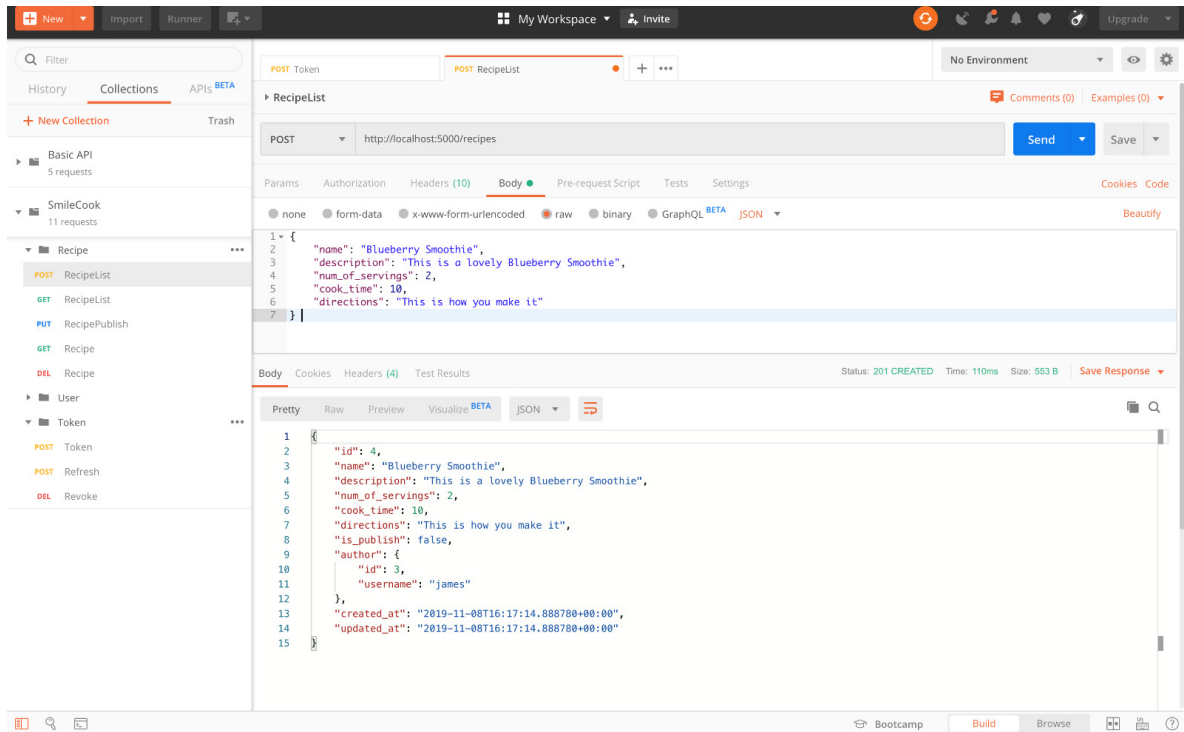 New Import Runner My Workspace Invite Upgrade
Filter
History Collections APIs BETA
+ New Collection Trash
Basic API
5 requests
SmileCook
11 requests
Recipe
POST RecipeList
GET RecipeList
PUT RecipePublish
GET Recipe
DEL Recipe
User
Token
POST Token
POST Refresh
DEL Revoke
POST Token POST RecipeList No Environment
RecipeList Comments (0) Examples (0)
POST http://localhost:5000/recipes Send Save
Params Authorization Headers (10) Body Pre-request Script Tests Settings Cookies Code
none form-data x-www-form-urlencoded raw binary GraphQL BETA JSON Beautify
1 {
2 "name": "Blueberry Smoothie",
3 "description": "This is a lovely Blueberry Smoothie",
4 "num_of_servings": 2,
5 "cook_time": 10,
6 "directions": "This is how you make it"
7 }
Body Cookies Headers (4) Test Results Status: 201 CREATED Time: 110ms Size: 553 B Save Response
Pretty Raw Preview Visualize BETA JSON
1 {
2 "id": 4,
3 "name": "Blueberry Smoothie",
4 "description": "This is a lovely Blueberry Smoothie",
5 "num_of_servings": 2,
6 "cook_time": 10,
7 "directions": "This is how you make it",
8 "is_publish": false,
9 "author": {
10 "id": 3,
11 "username": "james"
12 },
13 "created_at": "2019-11-08T16:17:14.888780+00:00",
14 "updated_at": "2019-11-08T16:17:14.888780+00:00"
15 }
Bootcamp Build Browse